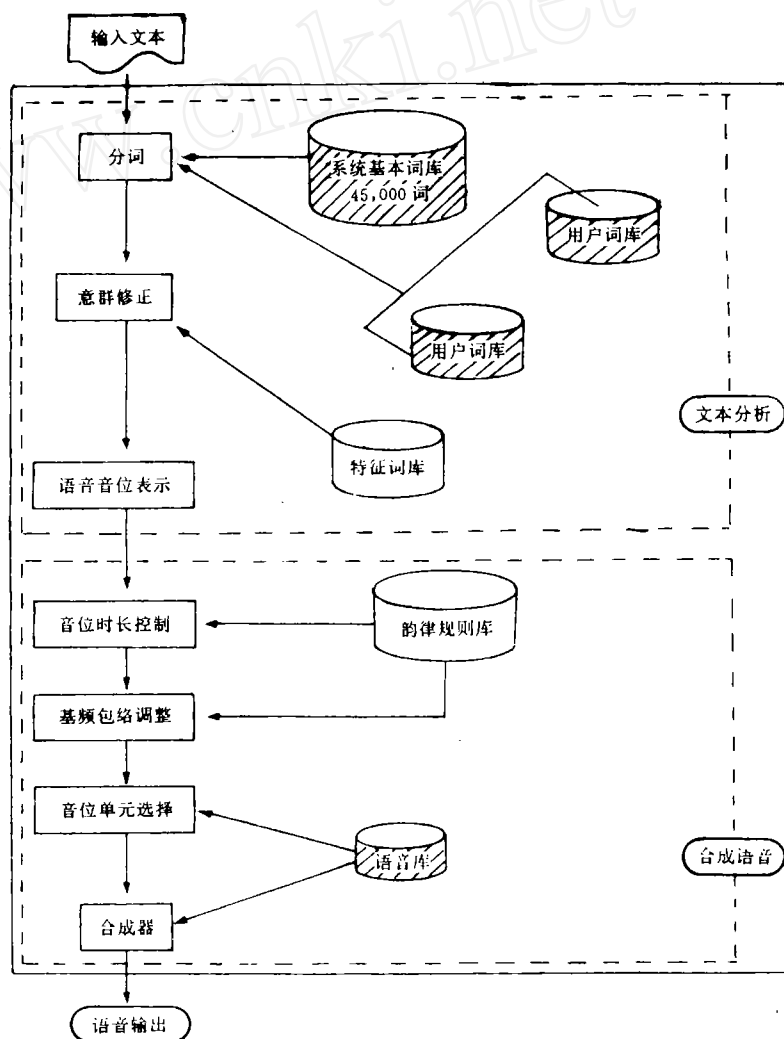 www.cnki.net
输入文本
分词
系统基本词库
45,000 词
用户词库
意群修正
用户词库
文本分析
特征词库
语音音位表示
音位时长控制
韵律规则库
基频包络调整
音位单元选择
语音库
合成语音
合成器
语音输出